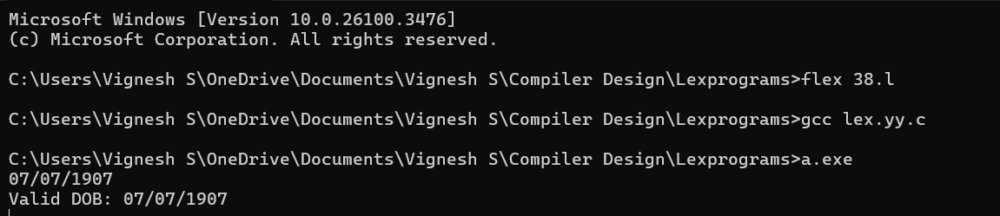 Microsoft Windows [Version 10.0.26100.3476]
(c) Microsoft Corporation. All rights reserved.
C:\Users\Vignesh S\OneDrive\Documents\Vignesh S\Compiler Design\Lexprograms>flex 38.l
C:\Users\Vignesh S\OneDrive\Documents\Vignesh S\Compiler Design\Lexprograms>gcc lex.yy.c
C:\Users\Vignesh S\OneDrive\Documents\Vignesh S\Compiler Design\Lexprograms>a.exe
07/07/1907
Valid DOB: 07/07/1907